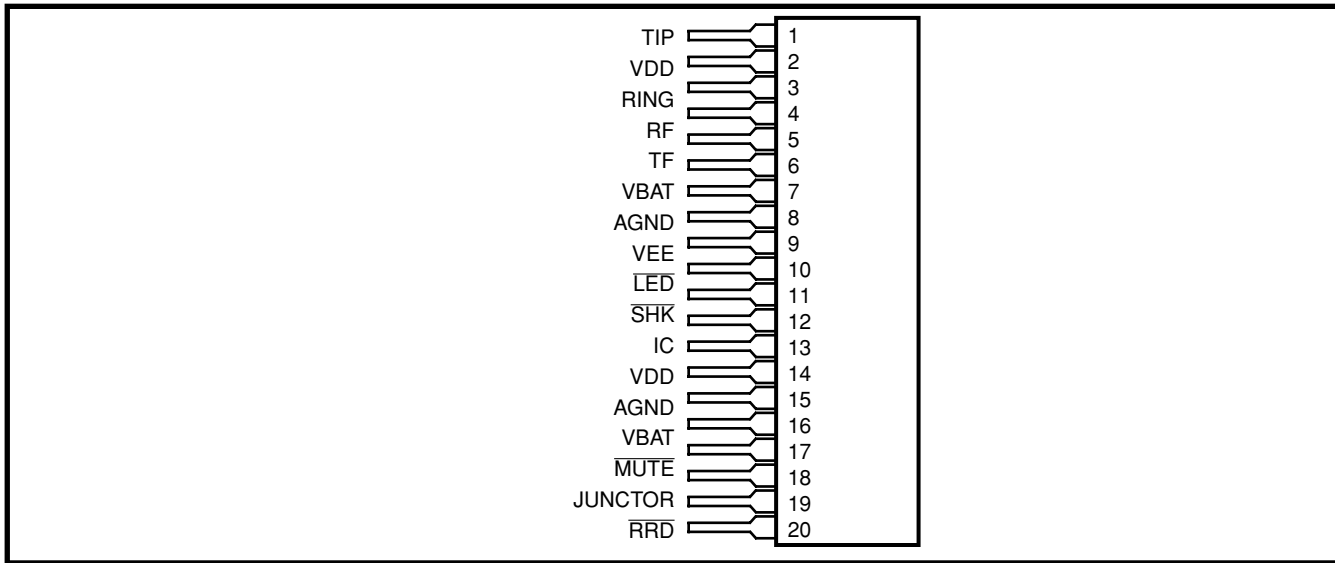 TIP
VDD
RING
RF
TF
VBAT
AGND
VEE
LED
SHK
IC
VDD
AGND
VBAT
MUTE
JUNCTOR
RRD
1
2
3
4
5
6
7
8
9
10
11
12
13
14
15
16
17
18
19
20